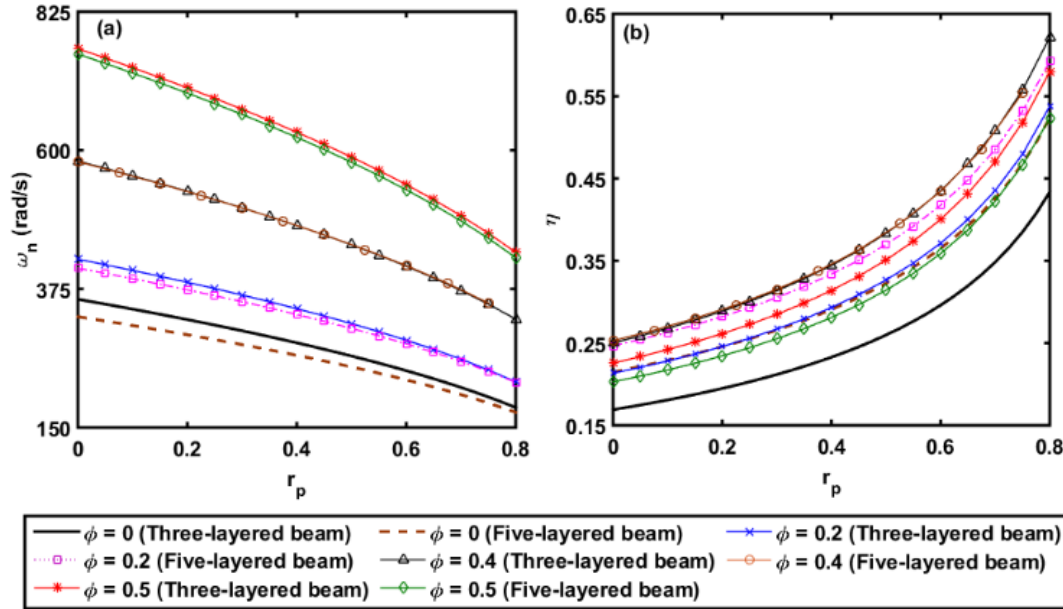 825
600
375
150
ω_n (rad/s)
(a)
0
0.2
0.4
0.6
0.8
r_p
0.65
0.55
0.45
0.35
0.25
0.15
η
(b)
0
0.2
0.4
0.6
0.8
r_p
ϕ = 0 (Three-layered beam) ϕ = 0 (Five-layered beam) ϕ = 0.2 (Three-layered beam)
ϕ = 0.2 (Five-layered beam) ϕ = 0.4 (Three-layered beam) ϕ = 0.4 (Five-layered beam)
ϕ = 0.5 (Three-layered beam) ϕ = 0.5 (Five-layered beam)